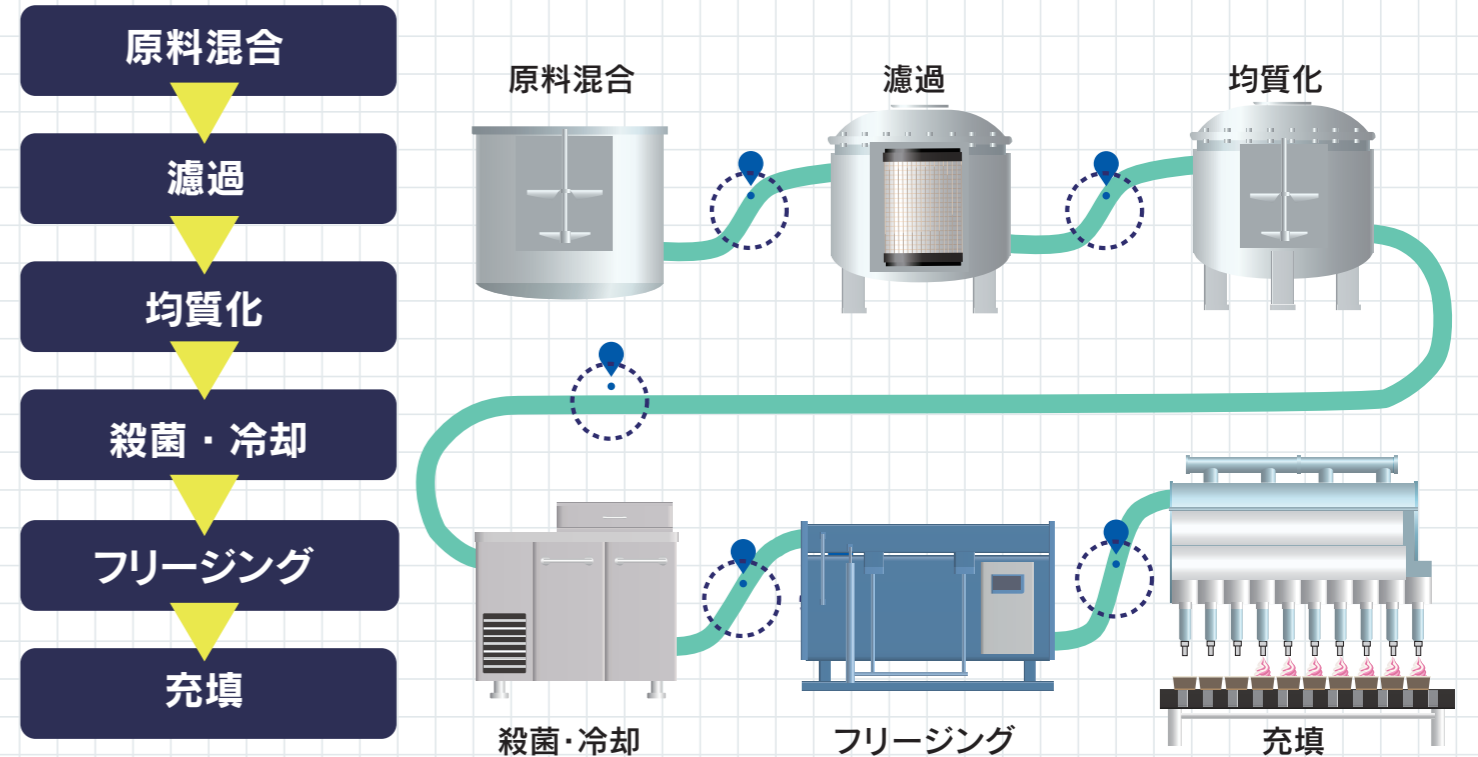 原料混合
濾過
均質化
殺菌・冷却
フリージング
充填
原料混合
濾過
均質化
殺菌・冷却
フリージング
充填